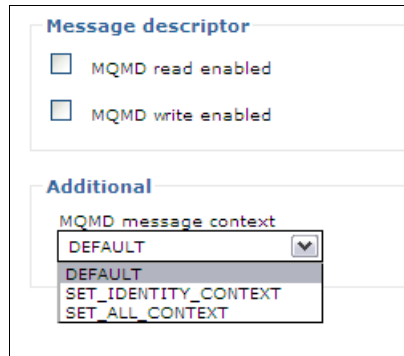 Message descriptor
MQMD read enabled
MQMD write enabled
Additional
MQMD message context
DEFAULT
DEFAULT
SET_IDENTITY_CONTEXT
SET_ALL_CONTEXT